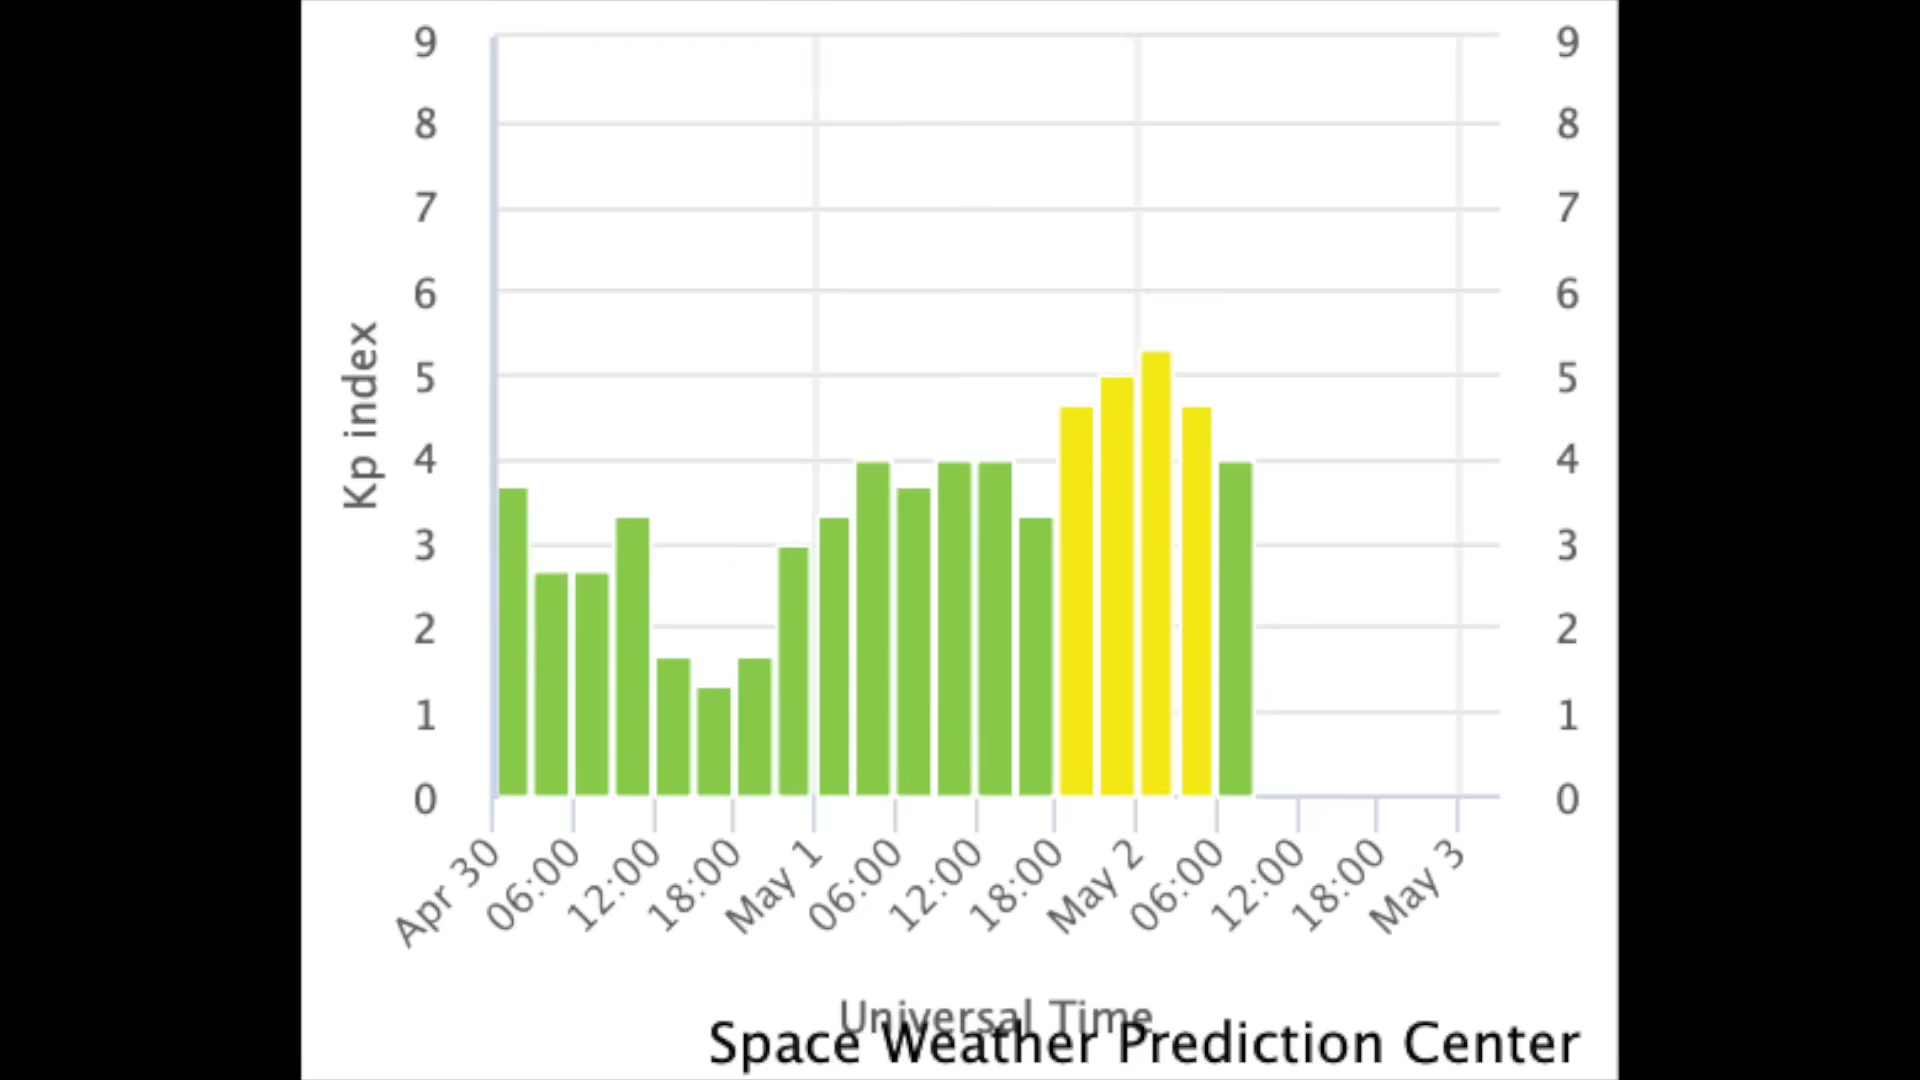 9 9
8 8
7 7
6 6
5 5
4 4
3 3
2 2
1 1
0 0
Kp index
Apr 30 06:00 12:00 18:00 May 1 06:00 12:00 18:00 May 2 06:00 12:00 18:00 May 3
Universal Time
Space Weather Prediction Center